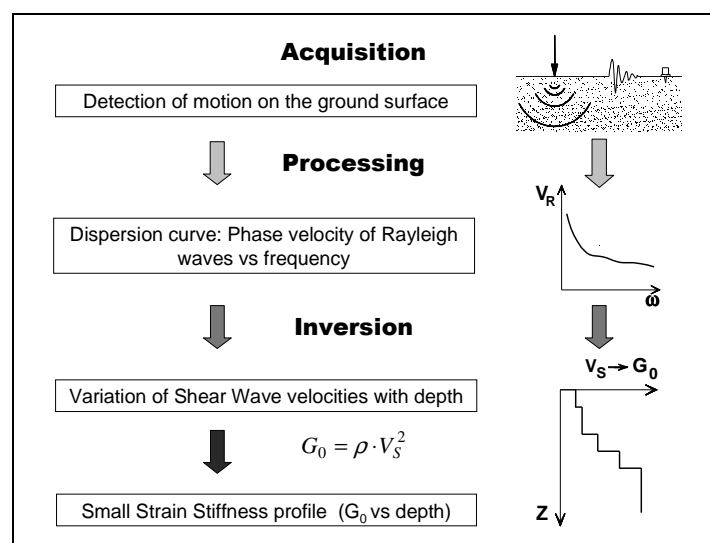 Acquisition
Detection of motion on the ground surface
Processing
V_R
Dispersion curve: Phase velocity of Rayleigh
waves vs frequency
ω
Inversion
V_S → G_0
Variation of Shear Wave velocities with depth
G_0 = ρ · V_S^2
Small Strain Stiffness profile (G_0 vs depth)
Z